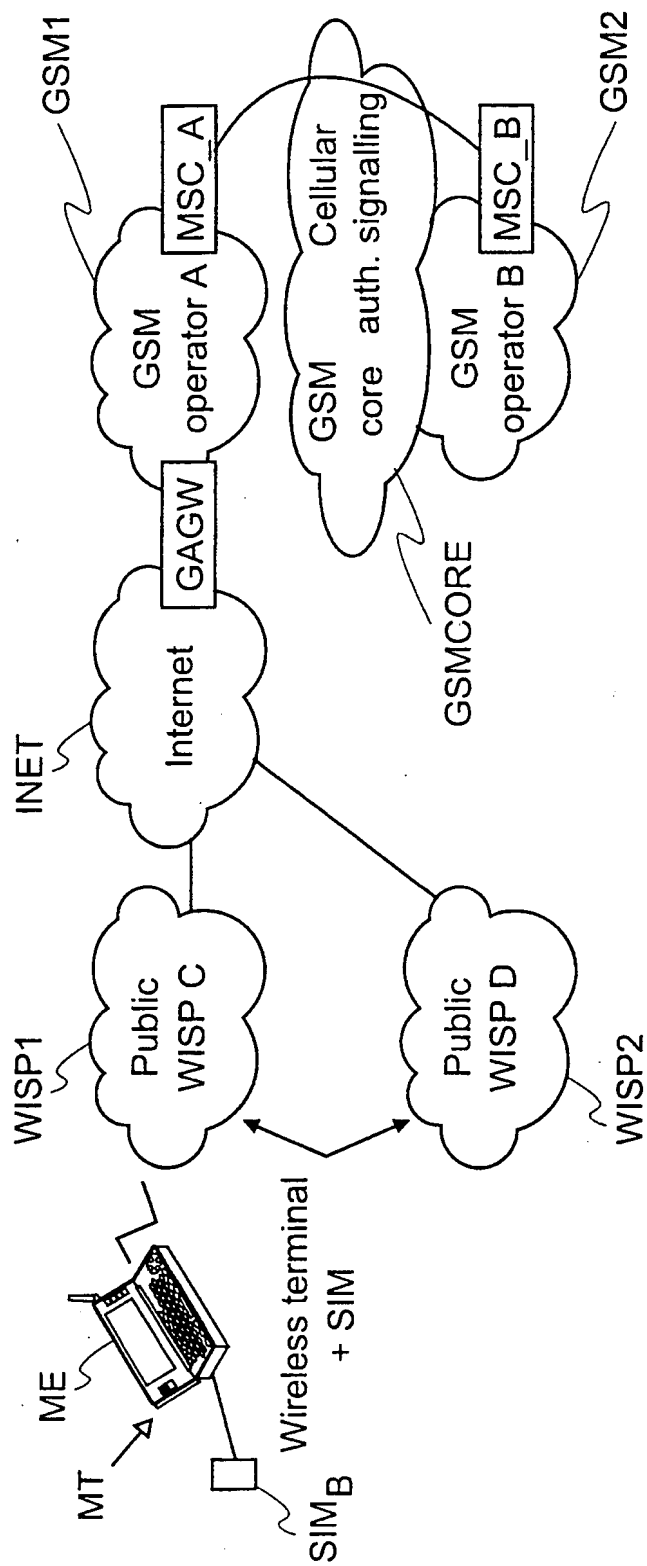 MT
ME
SIMB
Wireless terminal
+ SIM
WISP1
Public
WISP C
Public
WISP D
WISP2
INET
Internet
GAGW
GSM
operator A
MSC_A
GSM1
GSMCORE
GSM
core
Cellular
auth. signalling
GSM
operator B
MSC_B
GSM2